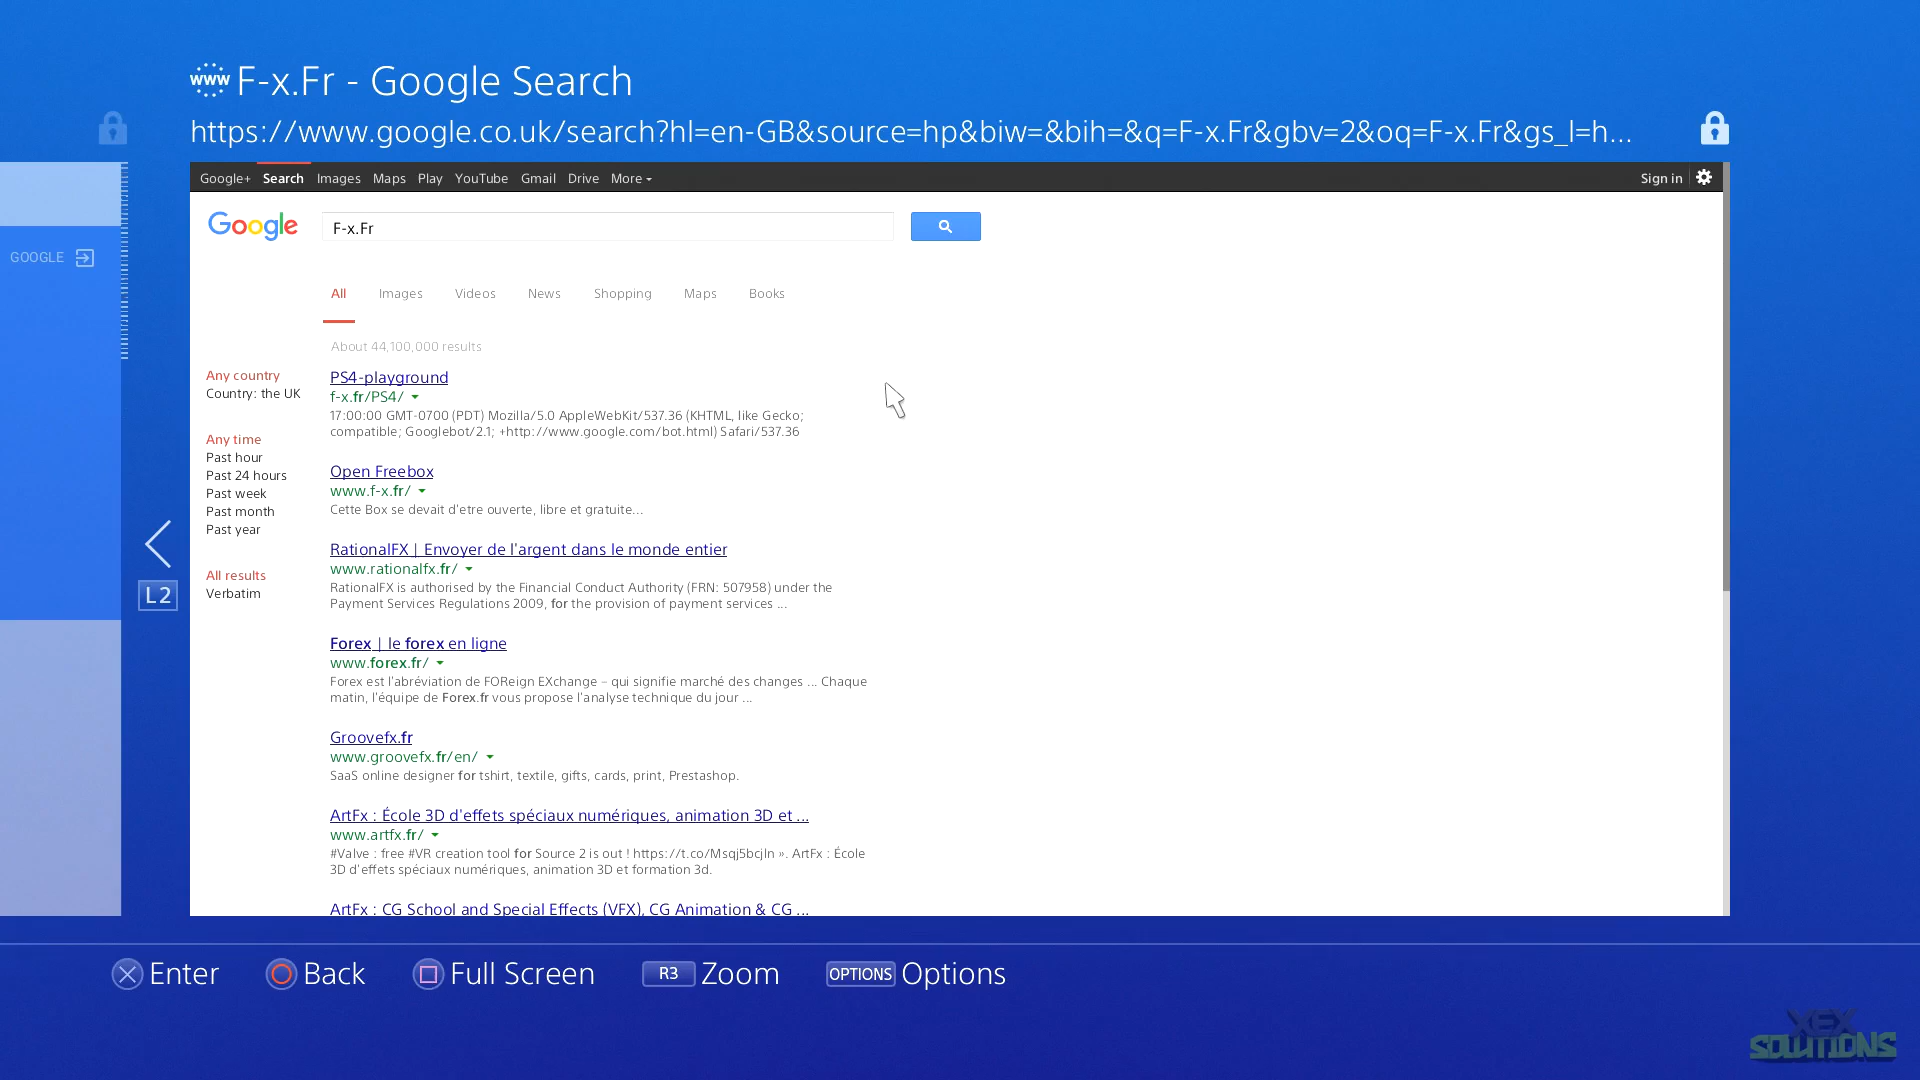 www F-x.Fr - Google Search
https://www.google.co.uk/search?hl=en-GB&source=hp&biw=&bih=&q=F-x.Fr&gbv=2&oq=F-x.Fr&gs_l=h...
Google+ Search Images Maps Play YouTube Gmail Drive More Sign in
Google F-x.Fr
GOOGLE
All Images Videos News Shopping Maps Books
About 44,100,000 results
Any country
Country: the UK
Any time
Past hour
Past 24 hours
Past week
Past month
Past year
All results
Verbatim
PS4-playground
f-x.fr/PS4/
17:00:00 GMT-0700 (PDT) Mozilla/5.0 AppleWebKit/537.36 (KHTML, like Gecko;
compatible; Googlebot/2.1; +http://www.google.com/bot.html) Safari/537.36
Open Freebox
www.f-x.fr/
Cette Box se devait d'etre ouverte, libre et gratuite...
RationalFX | Envoyer de l'argent dans le monde entier
www.rationalfx.fr/
RationalFX is authorised by the Financial Conduct Authority (FRN: 507958) under the
Payment Services Regulations 2009, for the provision of payment services ...
Forex | le forex en ligne
www.forex.fr/
Forex est l'abréviation de FOReign EXchange – qui signifie marché des changes ... Chaque
matin, l'équipe de Forex.fr vous propose l'analyse technique du jour ...
Groovefx.fr
www.groovefx.fr/en/
SaaS online designer for tshirt, textile, gifts, cards, print, Prestashop.
ArtFx : École 3D d'effets spéciaux numériques, animation 3D et ...
www.artfx.fr/
#Valve : free #VR creation tool for Source 2 is out ! https://t.co/Msqj5bcjIn ». ArtFx : École
3D d'effets spéciaux numériques, animation 3D et formation 3d.
ArtFx : CG School and Special Effects (VFX), CG Animation & CG ...
L2
Enter Back Full Screen R3 Zoom OPTIONS Options
XEX
SOLUTIONS